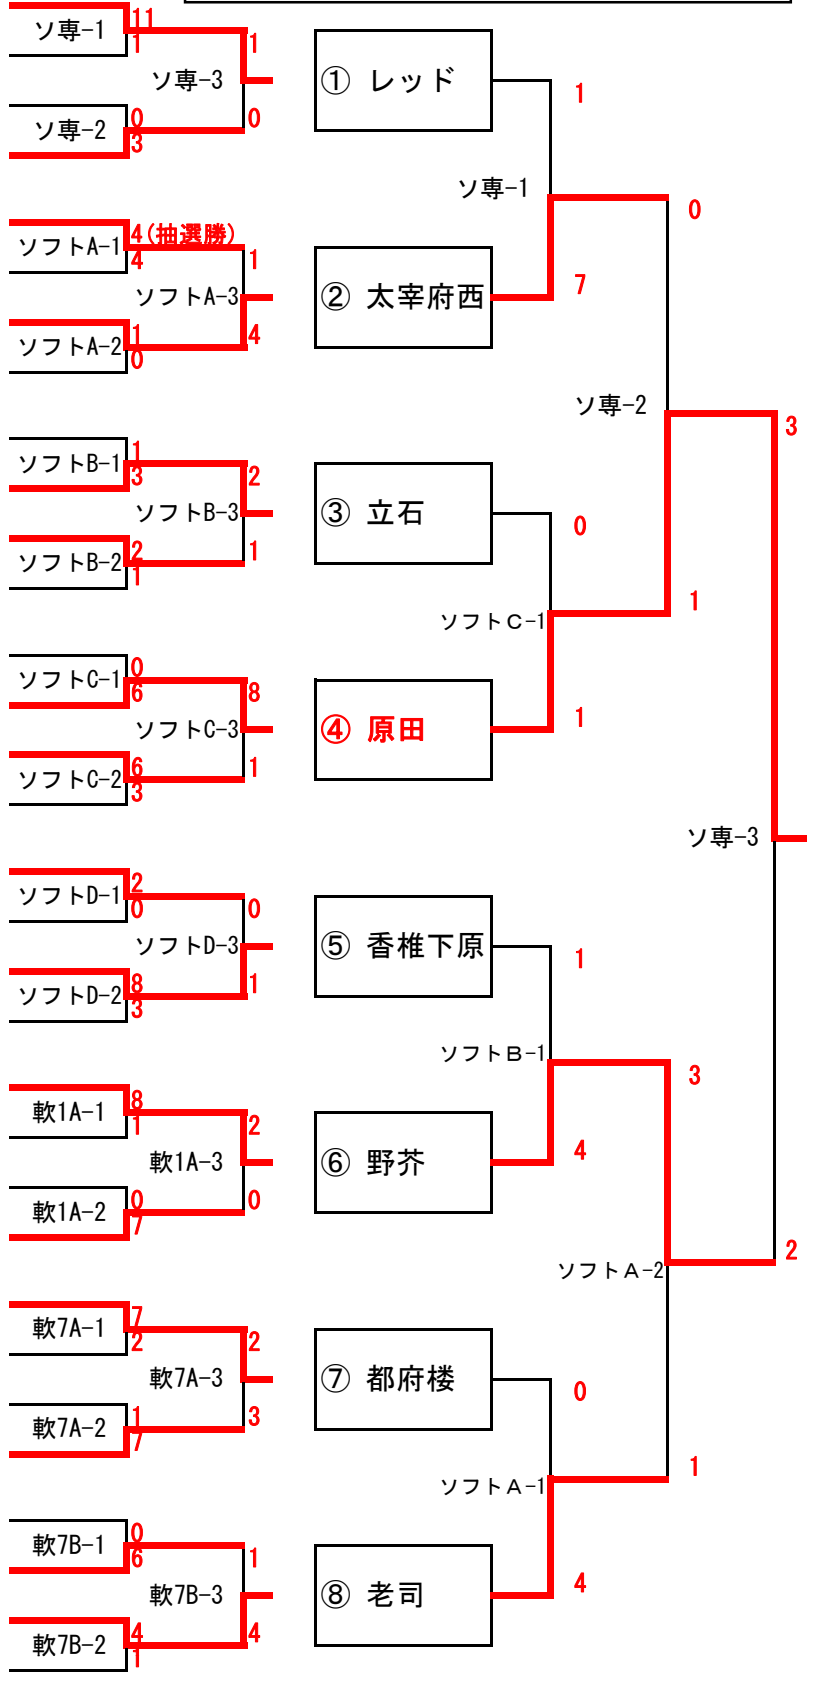 11
ソ専-1
1
1
ソ専-3
① レッド
1
0
ソ専-2
0
3
ソ専-1
0
4(抽選勝)
ソフトA-1
4
1
ソフトA-3
② 太宰府西
7
1
ソフトA-2
0
4
ソ専-2
3
1
ソフトB-1
3
2
ソフトB-3
③ 立石
0
2
ソフトB-2
1
1
1
ソフトC-1
0
ソフトC-1
6
8
ソフトC-3
④ 原田
1
6
ソフトC-2
3
1
ソ専-3
2
ソフトD-1
0
0
ソフトD-3
⑤ 香椎下原
1
8
ソフトD-2
3
1
ソフトB-1
3
8
軟1A-1
1
2
軟1A-3
⑥ 野芥
4
0
軟1A-2
7
0
2
ソフトA-2
7
軟7A-1
2
2
軟7A-3
⑦ 都府楼
0
1
軟7A-2
7
3
1
ソフトA-1
0
軟7B-1
6
1
軟7B-3
⑧ 老司
4
4
軟7B-2
1
4